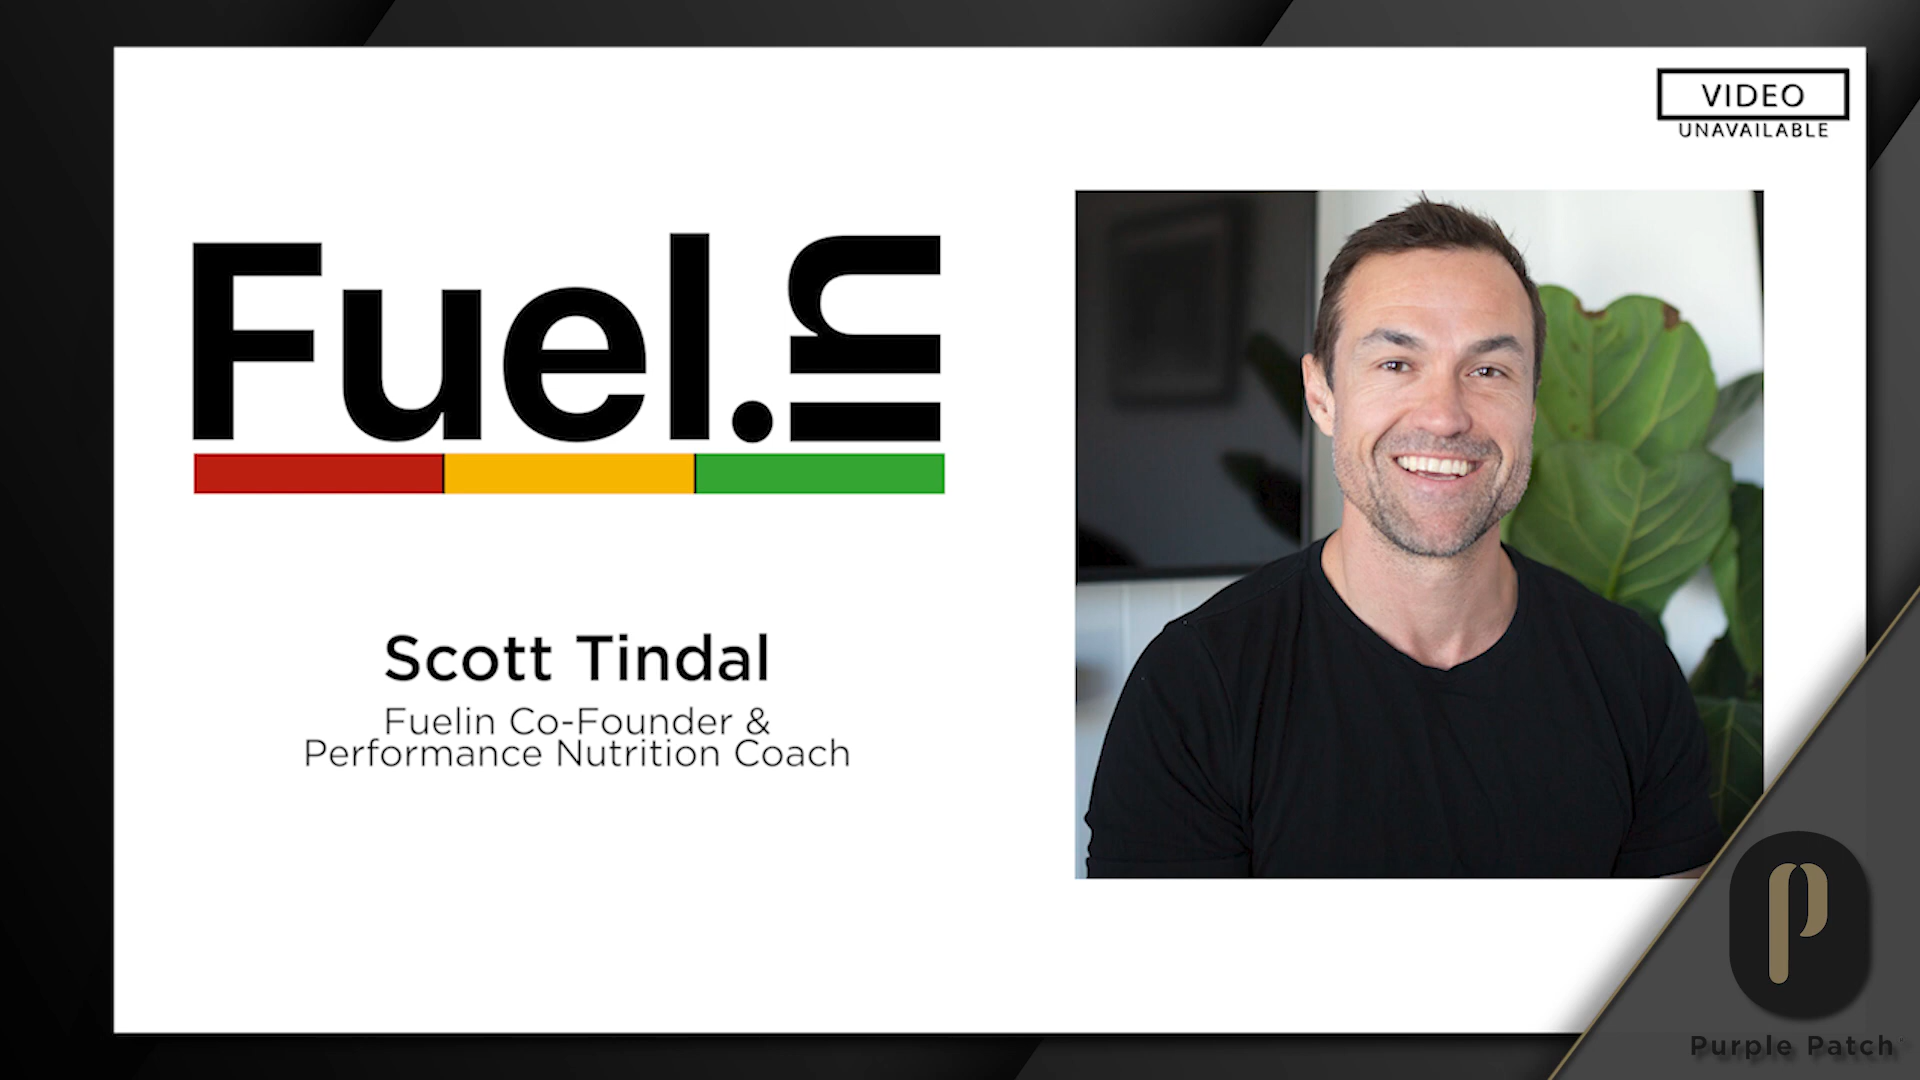 VIDEO
UNAVAILABLE
Fuel.in
Scott Tindal
Fuelin Co-Founder &
Performance Nutrition Coach
Purple Patch